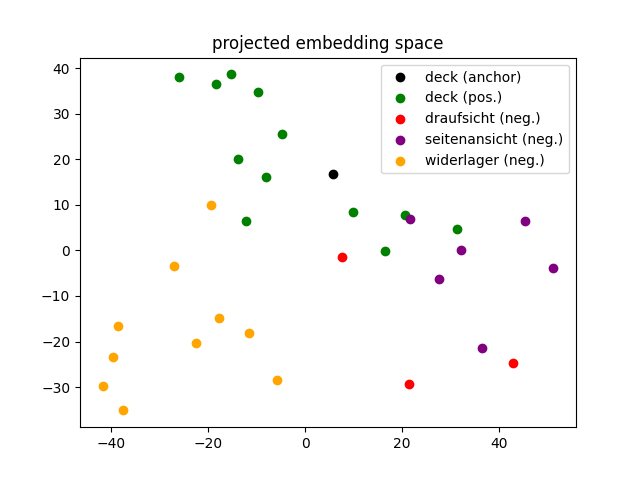 projected embedding space
deck (anchor)
deck (pos.)
draufsicht (neg.)
seitenansicht (neg.)
widerlager (neg.)
40
30
20
10
0
−10
−20
−30
−40 −20 0 20 40